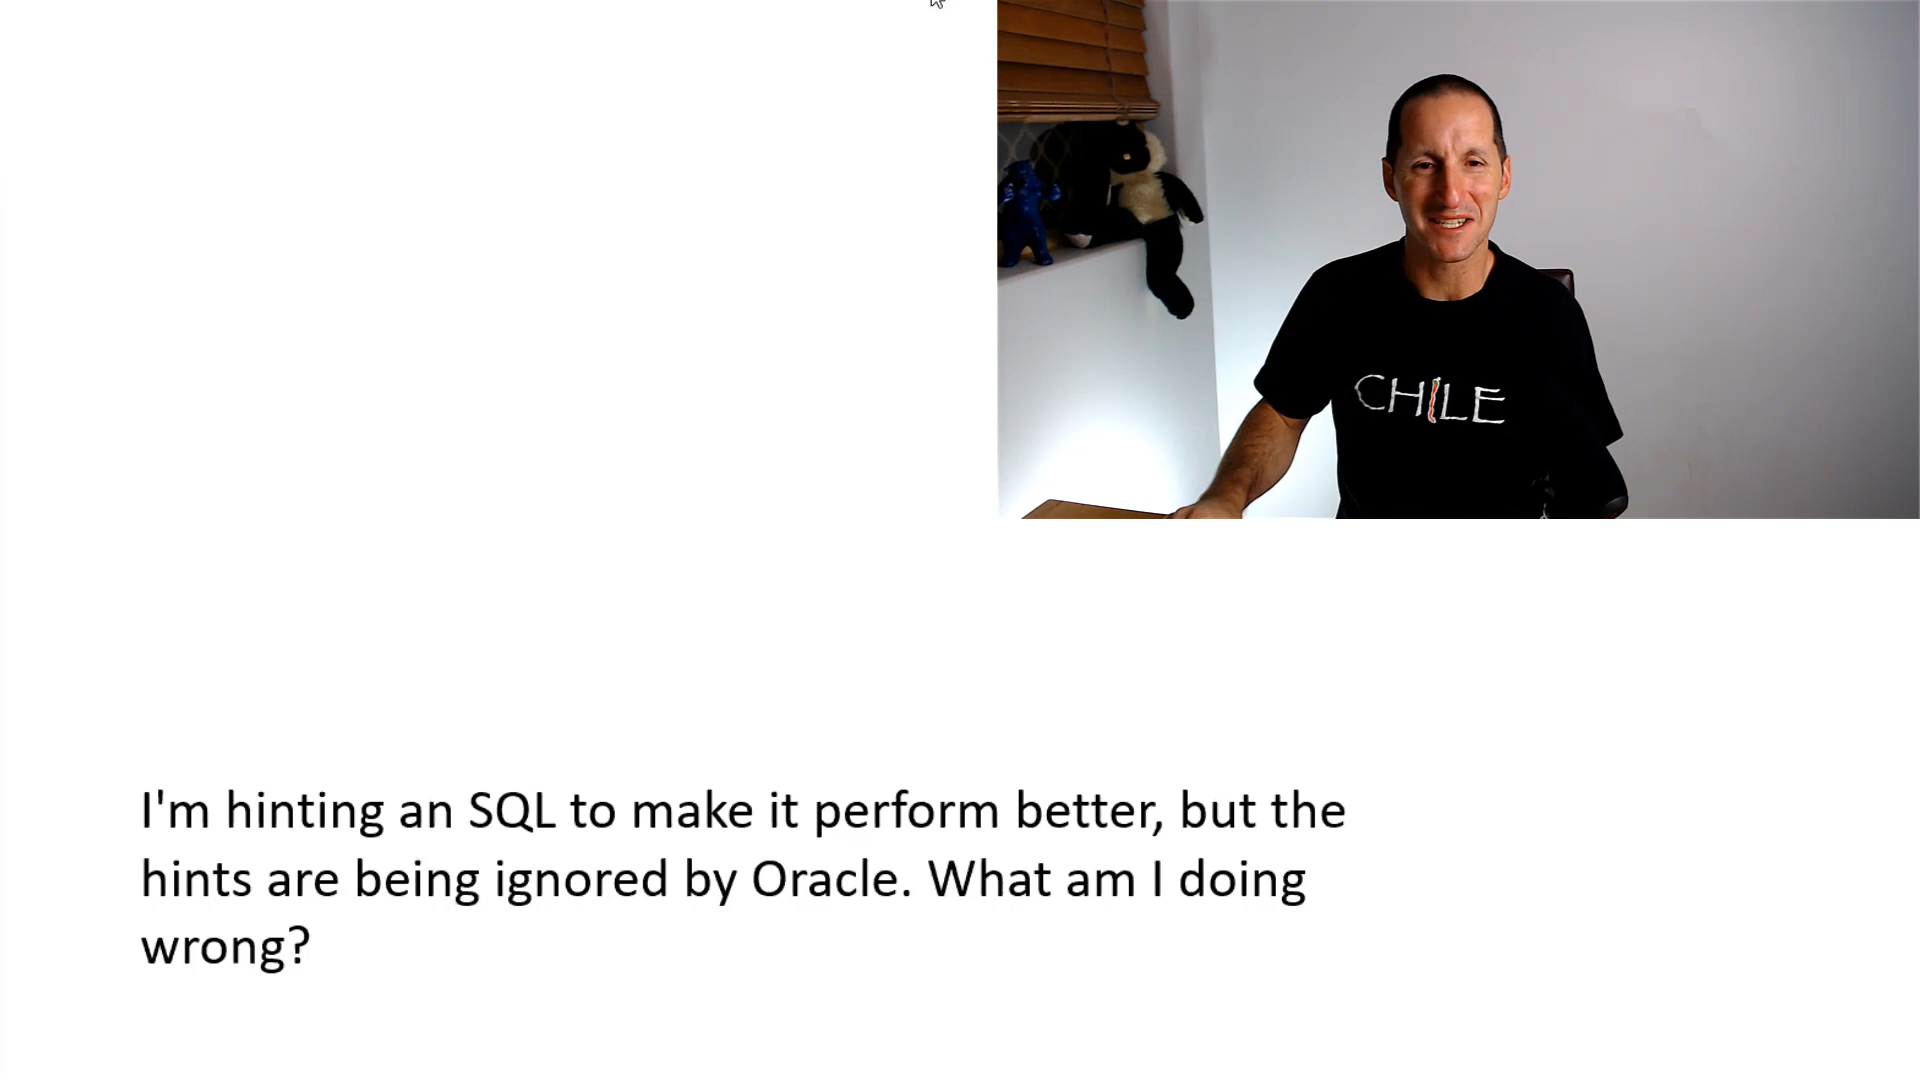 CHILE
I'm hinting an SQL to make it perform better, but the
hints are being ignored by Oracle. What am I doing
wrong?